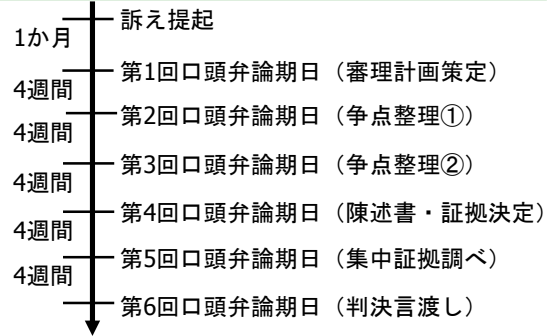 訴え提起
1か月
第1回口頭弁論期日（審理計画策定）
4週間
第2回口頭弁論期日（争点整理①）
4週間
第3回口頭弁論期日（争点整理②）
4週間
第4回口頭弁論期日（陳述書・証拠決定）
4週間
第5回口頭弁論期日（集中証拠調べ）
4週間
第6回口頭弁論期日（判決言渡し）